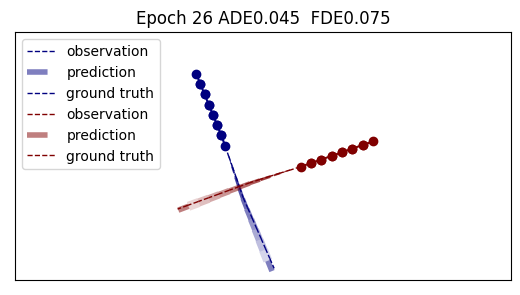 Epoch 26 ADE0.045  FDE0.075
observation
prediction
ground truth
observation
prediction
ground truth